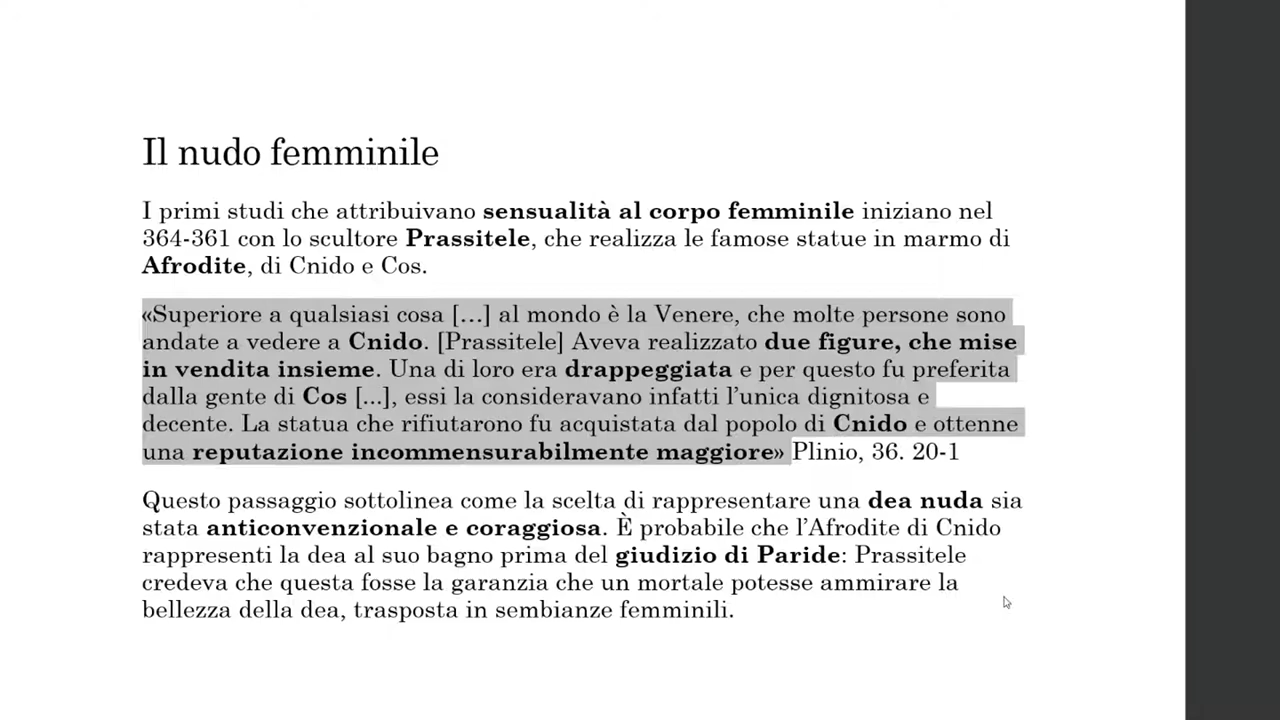 Il nudo femminile
I primi studi che attribuivano sensualità al corpo femminile iniziano nel
364-361 con lo scultore Prassitele, che realizza le famose statue in marmo di
Afrodite, di Cnido e Cos.
«Superiore a qualsiasi cosa […] al mondo è la Venere, che molte persone sono
andate a vedere a Cnido. [Prassitele] Aveva realizzato due figure, che mise
in vendita insieme. Una di loro era drappeggiata e per questo fu preferita
dalla gente di Cos [...], essi la consideravano infatti l’unica dignitosa e
decente. La statua che rifiutarono fu acquistata dal popolo di Cnido e ottenne
una reputazione incommensurabilmente maggiore» Plinio, 36. 20-1
Questo passaggio sottolinea come la scelta di rappresentare una dea nuda sia
stata anticonvenzionale e coraggiosa. È probabile che l’Afrodite di Cnido
rappresenti la dea al suo bagno prima del giudizio di Paride: Prassitele
credeva che questa fosse la garanzia che un mortale potesse ammirare la
bellezza della dea, trasposta in sembianze femminili.